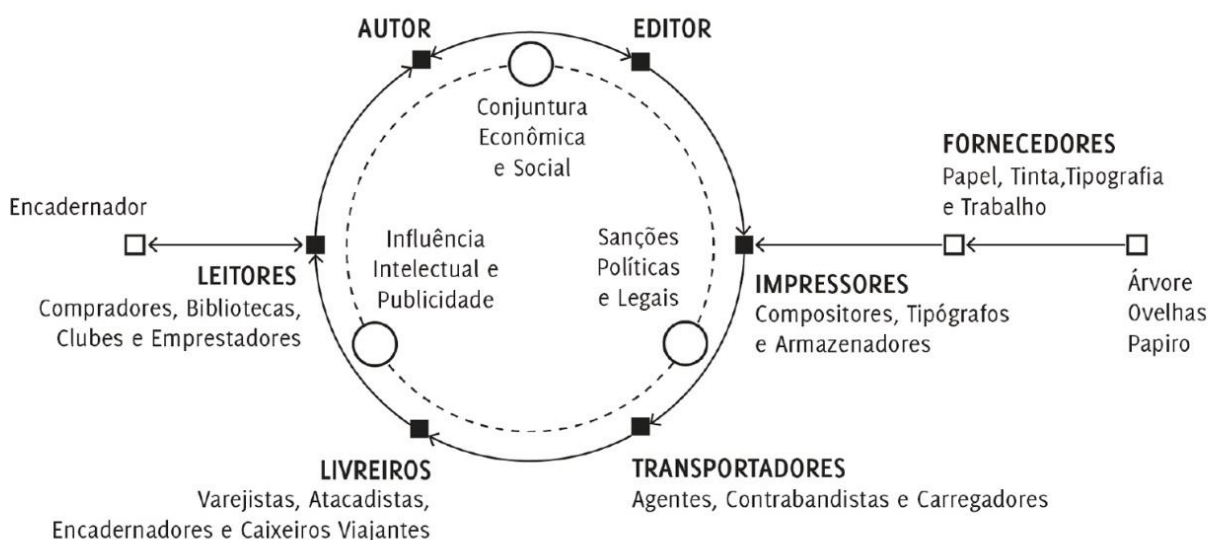 AUTOR
EDITOR
Conjuntura
Econômica
e Social
FORNECEDORES
Papel, Tinta,Tipografia
e Trabalho
Encadernador
Influência
Intelectual e
Publicidade
Sanções
Políticas
e Legais
LEITORES
Compradores, Bibliotecas,
Clubes e Emprestadores
IMPRESSORES
Compositores, Tipógrafos
e Armazenadores
Árvore
Ovelhas
Papiro
LIVREIROS
Varejistas, Atacadistas,
Encadernadores e Caixeiros Viajantes
TRANSPORTADORES
Agentes, Contrabandistas e Carregadores